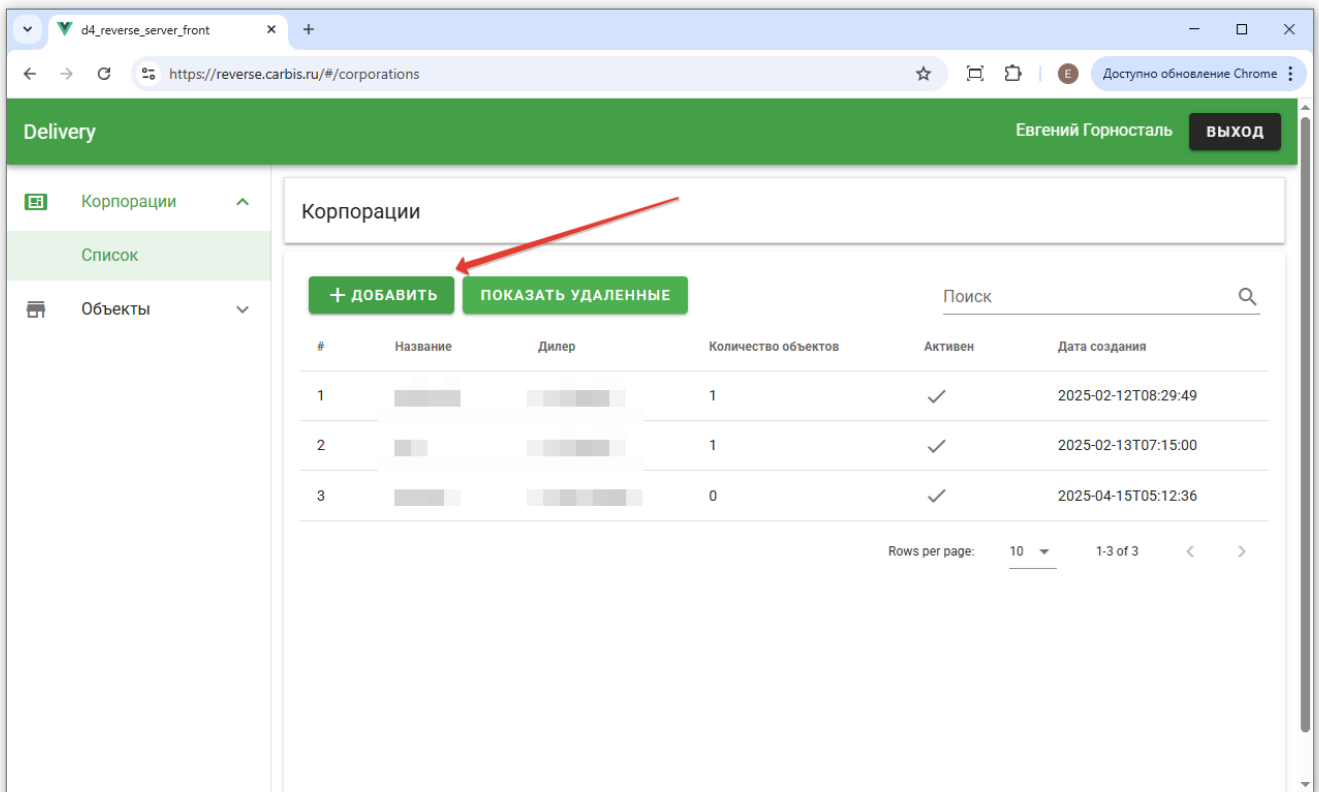 d4_reverse_server_front
https://reverse.carbis.ru/#/corporations
E
Доступно обновление Chrome
Delivery
Евгений Горносталь
ВЫХОД
Корпорации
Список
Объекты
Корпорации
+ ДОБАВИТЬ
ПОКАЗАТЬ УДАЛЕННЫЕ
Поиск
# Название Дилер Количество объектов Активен Дата создания
1 1 2025-02-12T08:29:49
2 1 2025-02-13T07:15:00
3 0 2025-04-15T05:12:36
Rows per page: 10 1-3 of 3